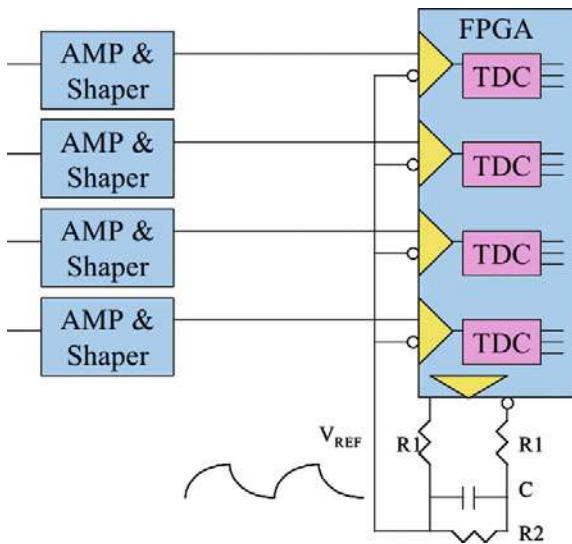 FPGA
AMP &
Shaper
TDC
AMP &
Shaper
TDC
AMP &
Shaper
TDC
AMP &
Shaper
TDC
VREF
R1
R1
C
R2